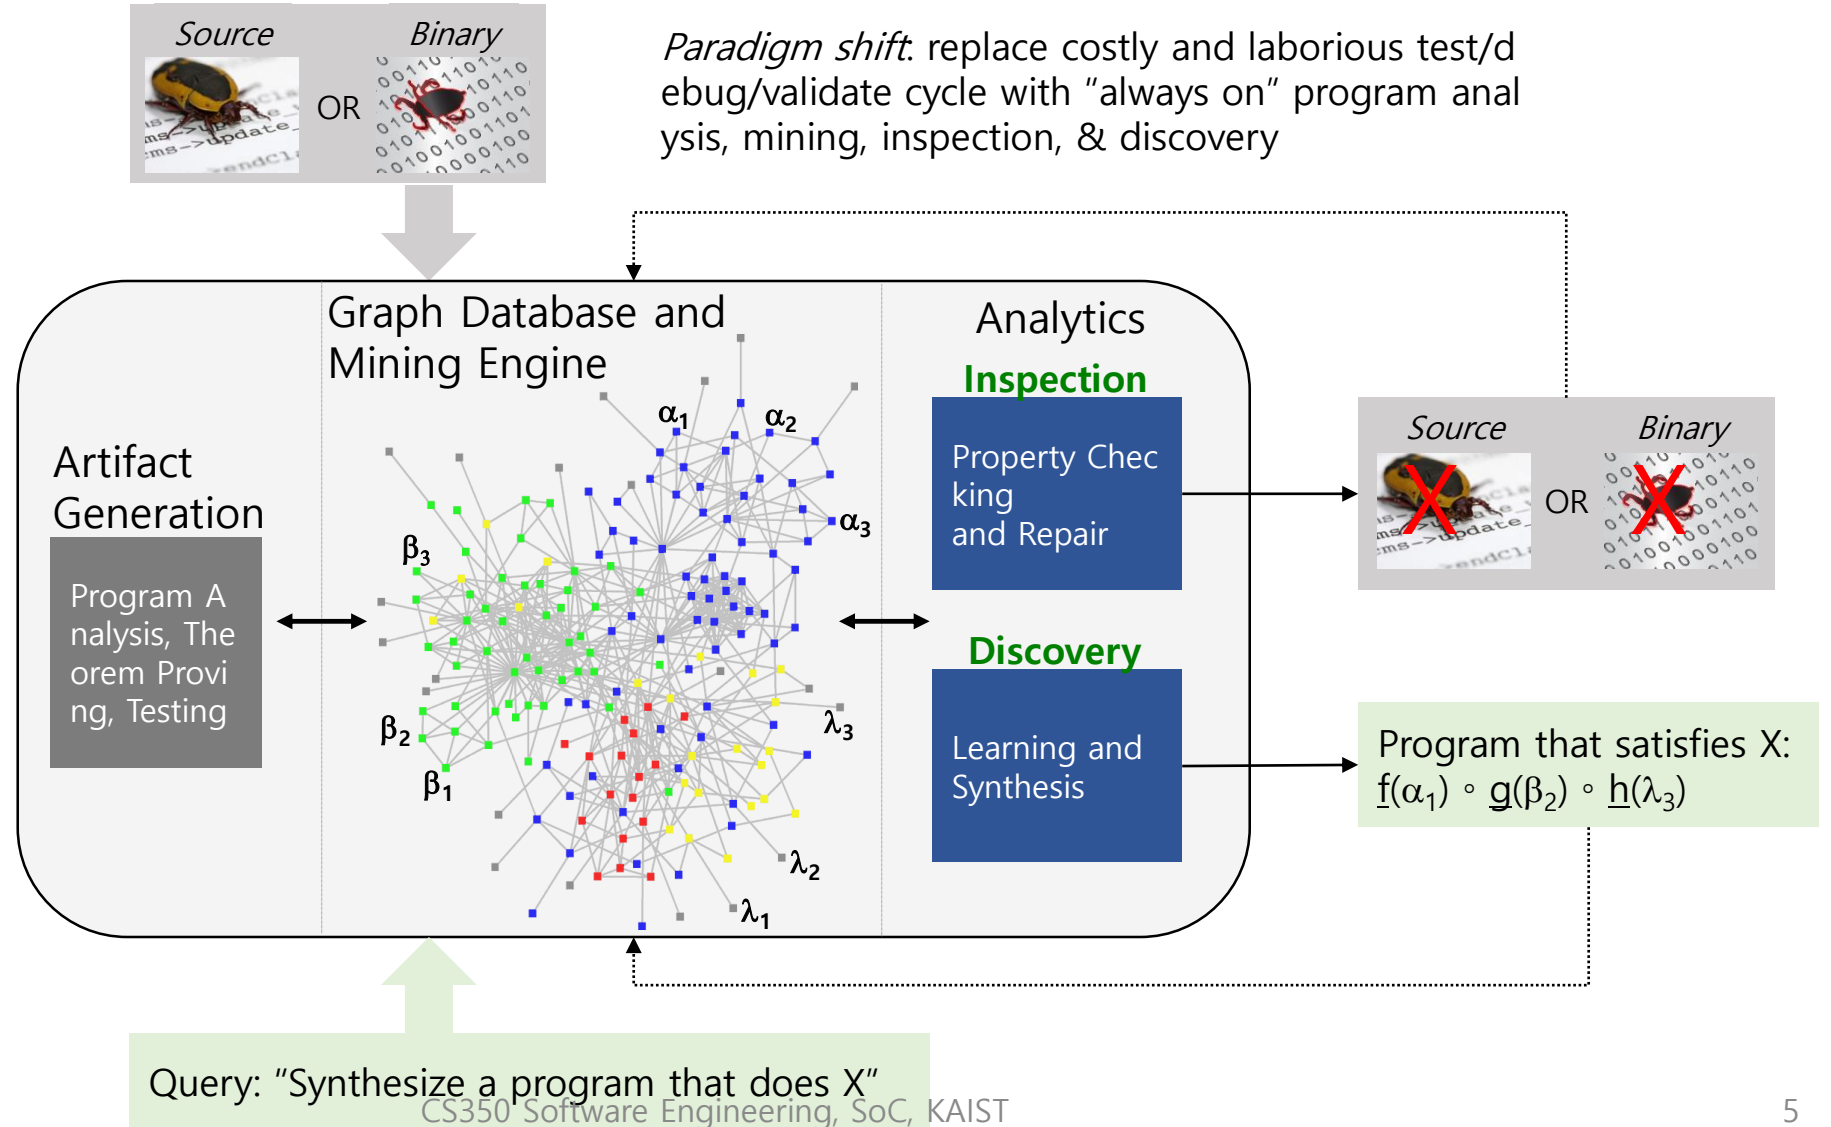 Source
Binary
OR
Paradigm shift: replace costly and laborious test/d
ebug/validate cycle with "always on" program anal
ysis, mining, inspection, & discovery
Graph Database and
Mining Engine
Analytics
Inspection
Property Chec
king
and Repair
Artifact
Generation
Program A
nalysis, The
orem Provi
ng, Testing
α1
α2
α3
β3
β2
β1
λ3
λ2
λ1
Discovery
Learning and
Synthesis
Source
Binary
X
OR
X
Program that satisfies X:
f(α1) ∘ g(β2) ∘ h(λ3)
Query: "Synthesize a program that does X"
CS350 Software Engineering, SoC, KAIST
5